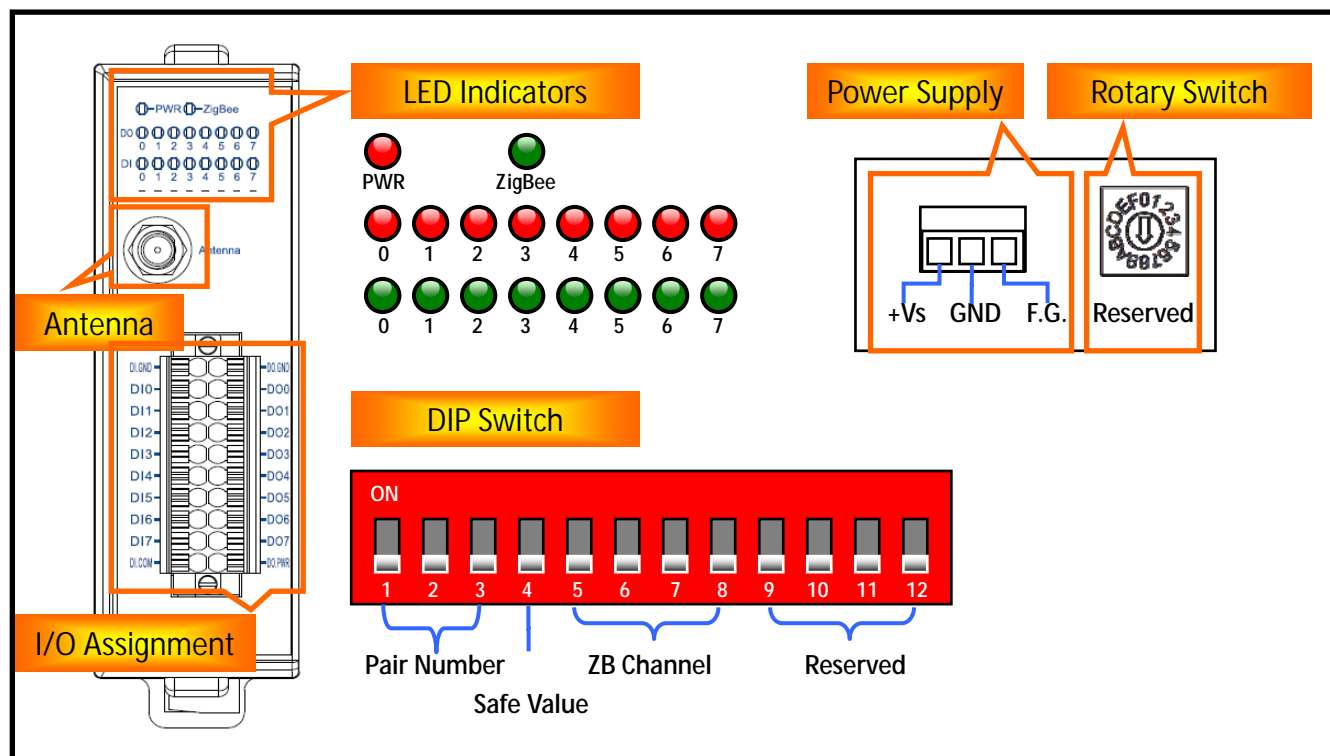 LED Indicators
Power Supply
Rotary Switch
PWR ZigBee
DO
0 1 2 3 4 5 6 7
DI
0 1 2 3 4 5 6 7
Antenna
Antenna
PWR
ZigBee
0 1 2 3 4 5 6 7
0 1 2 3 4 5 6 7
+Vs GND F.G.
0123456789ABCDEF
Reserved
DI.GND DO.GND
DI0 DO0
DI1 DO1
DI2 DO2
DI3 DO3
DI4 DO4
DI5 DO5
DI6 DO6
DI7 DO7
DI.COM DO.PWR
I/O Assignment
DIP Switch
ON
1 2 3 4 5 6 7 8 9 10 11 12
Pair Number
Safe Value
ZB Channel
Reserved